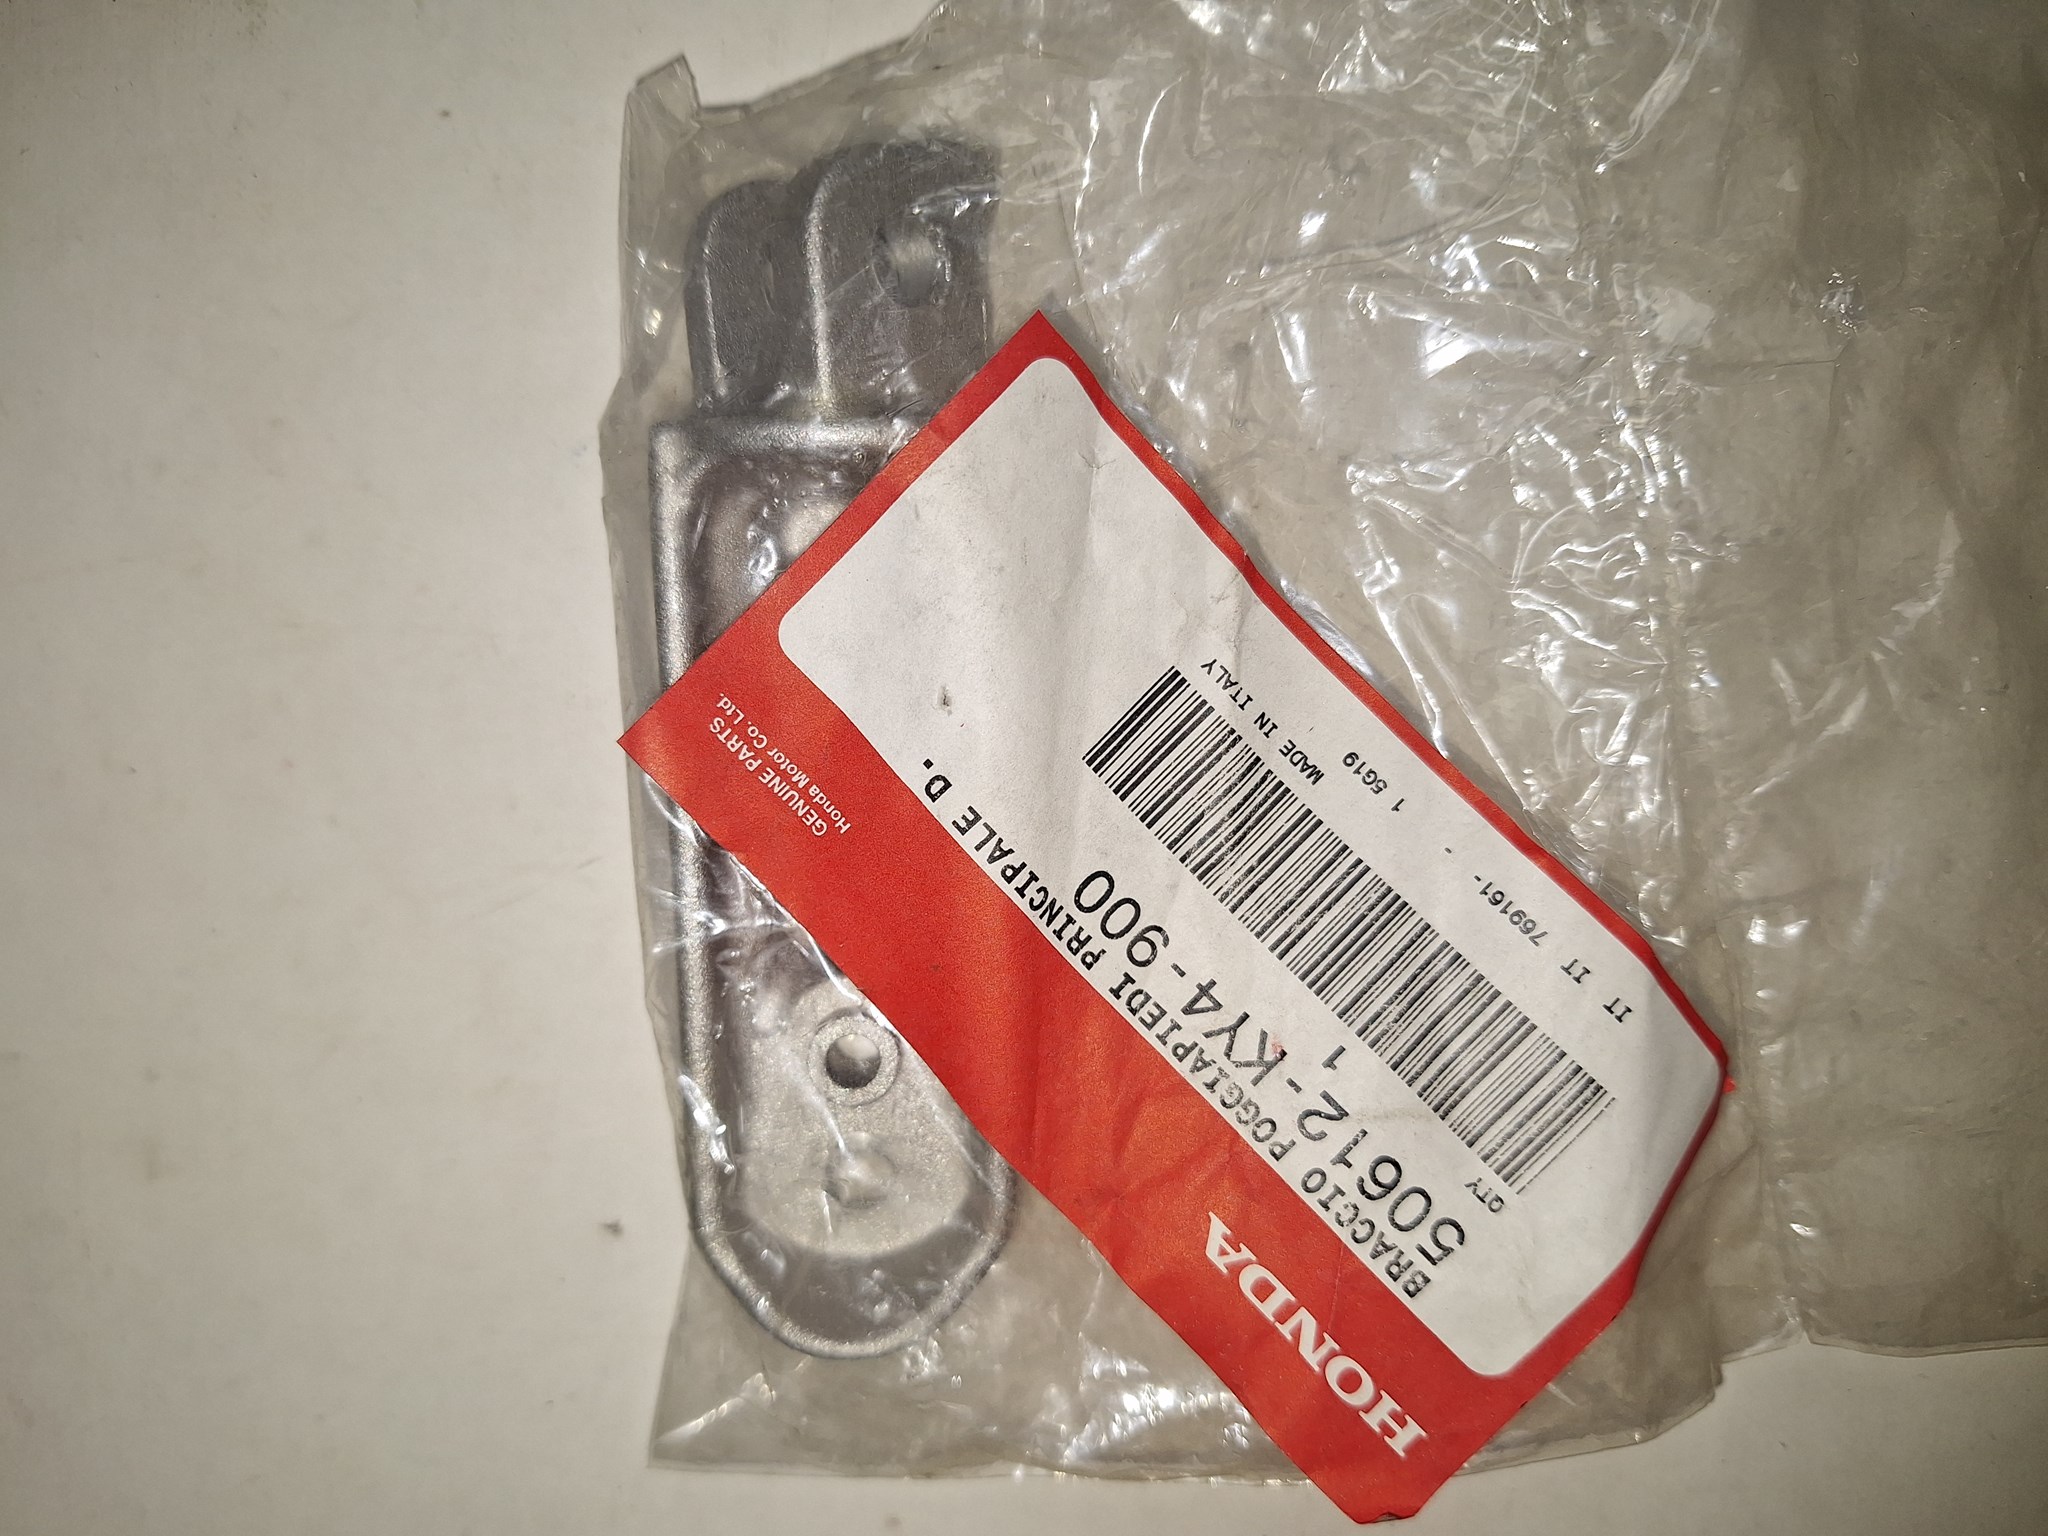 HONDA
GENUINE PARTS
Honda Motor Co. Ltd.
BRACCIO POGGIAPIEDI PRINCIPALE D.
50612-KY4-900
QTY 1
MADE IN ITALY
1 5G19
IT IT 769161- -